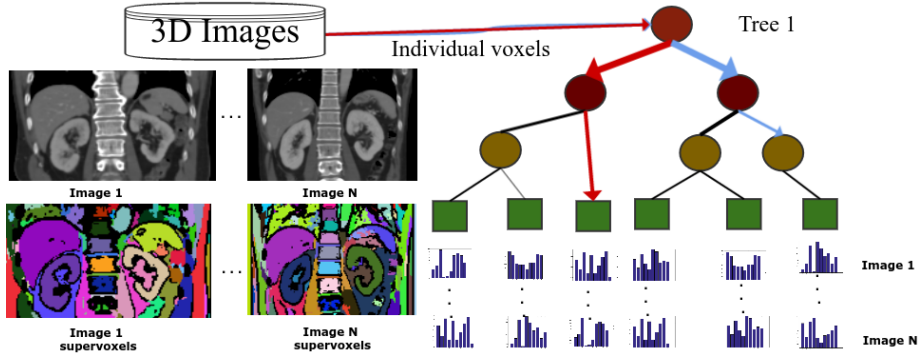 3D Images
Individual voxels
Tree 1
...
Image 1
Image N
...
Image 1
supervoxels
Image N
supervoxels
Image 1
Image N